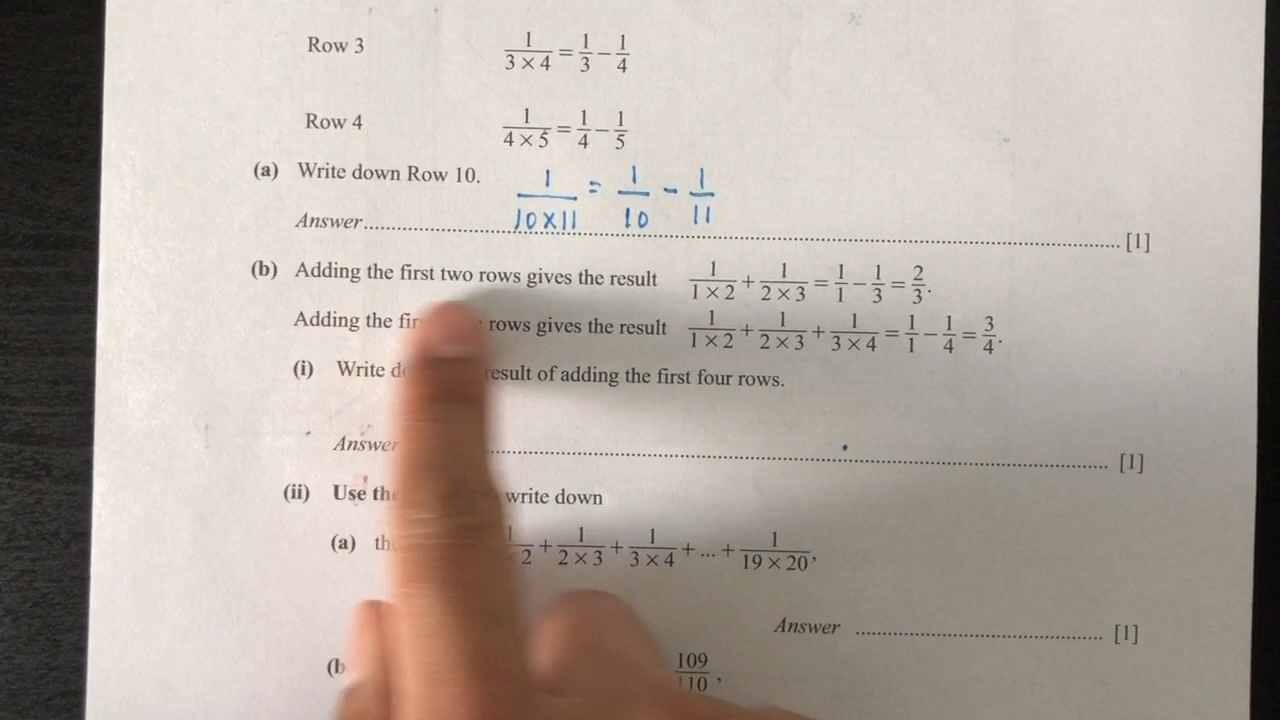 Row 3 1/(3 × 4) = 1/3 − 1/4
Row 4 1/(4 × 5) = 1/4 − 1/5
(a) Write down Row 10. 1/(10×11) = 1/10 - 1/11
Answer [1]
(b) Adding the first two rows gives the result 1/(1 × 2) + 1/(2 × 3) = 1/1 − 1/3 = 2/3.
Adding the rows gives the result 1/(1 × 2) + 1/(2 × 3) + 1/(3 × 4) = 1/1 − 1/4 = 3/4.
(i) Write result of adding the first four rows.
Answer [1]
(ii) Use write down
(a) 2 + 1/(2 × 3) + 1/(3 × 4) + ... + 1/(19 × 20),
Answer [1]
(b 109/110,